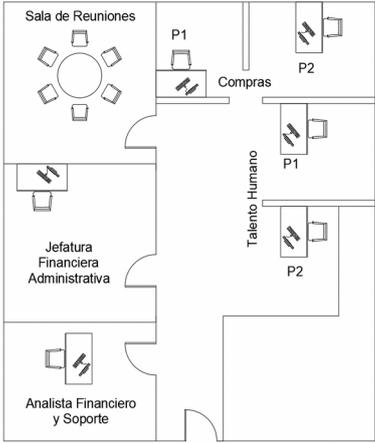 Sala de Reuniones
P1
P2
Compras
P1
Talento Humano
P2
Jefatura
Financiera
Administrativa
Analista Financiero
y Soporte